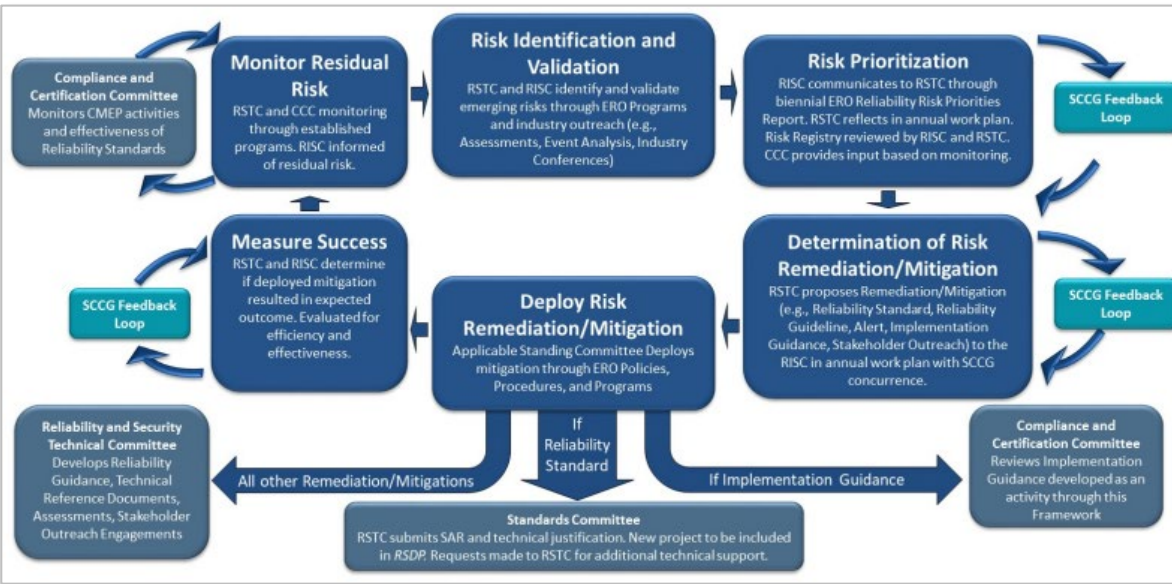 Compliance and
Certification Committee
Monitors CMEP activities
and effectiveness of
Reliability Standards
Monitor Residual
Risk
RSTC and CCC monitoring
through established
programs. RISC informed
of residual risk.
Risk Identification and
Validation
RSTC and RISC identify and validate
emerging risks through ERO Programs
and industry outreach (e.g.,
Assessments, Event Analysis, Industry
Conferences)
Risk Prioritization
RISC communicates to RSTC through
biennial ERO Reliability Risk Priorities
Report. RSTC reflects in annual work plan.
Risk Registry reviewed by RISC and RSTC.
CCC provides input based on monitoring.
SCCG Feedback
Loop
SCCG Feedback
Loop
Measure Success
RSTC and RISC determine
if deployed mitigation
resulted in expected
outcome. Evaluated for
efficiency and
effectiveness.
Deploy Risk
Remediation/Mitigation
Applicable Standing Committee Deploys
mitigation through ERO Policies,
Procedures, and Programs
Determination of Risk
Remediation/Mitigation
RSTC proposes Remediation/Mitigation
(e.g., Reliability Standard, Reliability
Guideline, Alert, Implementation
Guidance, Stakeholder Outreach) to the
RISC in annual work plan with SCCG
concurrence.
SCCG Feedback
Loop
Reliability and Security
Technical Committee
Develops Reliability
Guidance, Technical
Reference Documents,
Assessments, Stakeholder
Outreach Engagements
All other Remediation/Mitigations
If
Reliability
Standard
If Implementation Guidance
Compliance and
Certification Committee
Reviews Implementation
Guidance developed as an
activity through this
Framework
Standards Committee
RSTC submits SAR and technical justification. New project to be included
in RSDP. Requests made to RSTC for additional technical support.